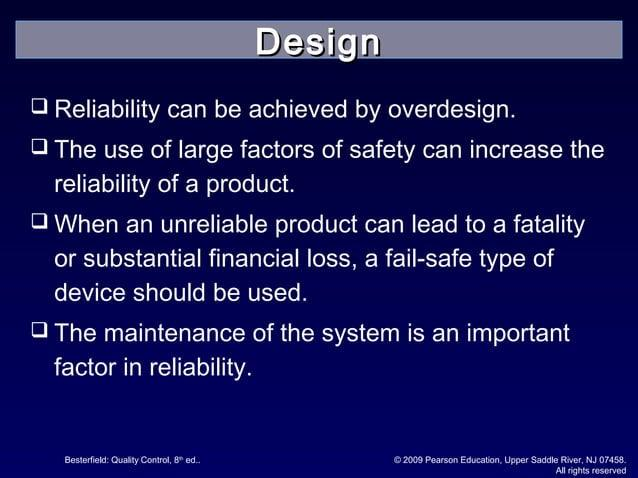 Design
❑ Reliability can be achieved by overdesign.
❑ The use of large factors of safety can increase the
reliability of a product.
❑ When an unreliable product can lead to a fatality
or substantial financial loss, a fail-safe type of
device should be used.
❑ The maintenance of the system is an important
factor in reliability.
Besterfield: Quality Control, 8th ed..
© 2009 Pearson Education, Upper Saddle River, NJ 07458.
All rights reserved